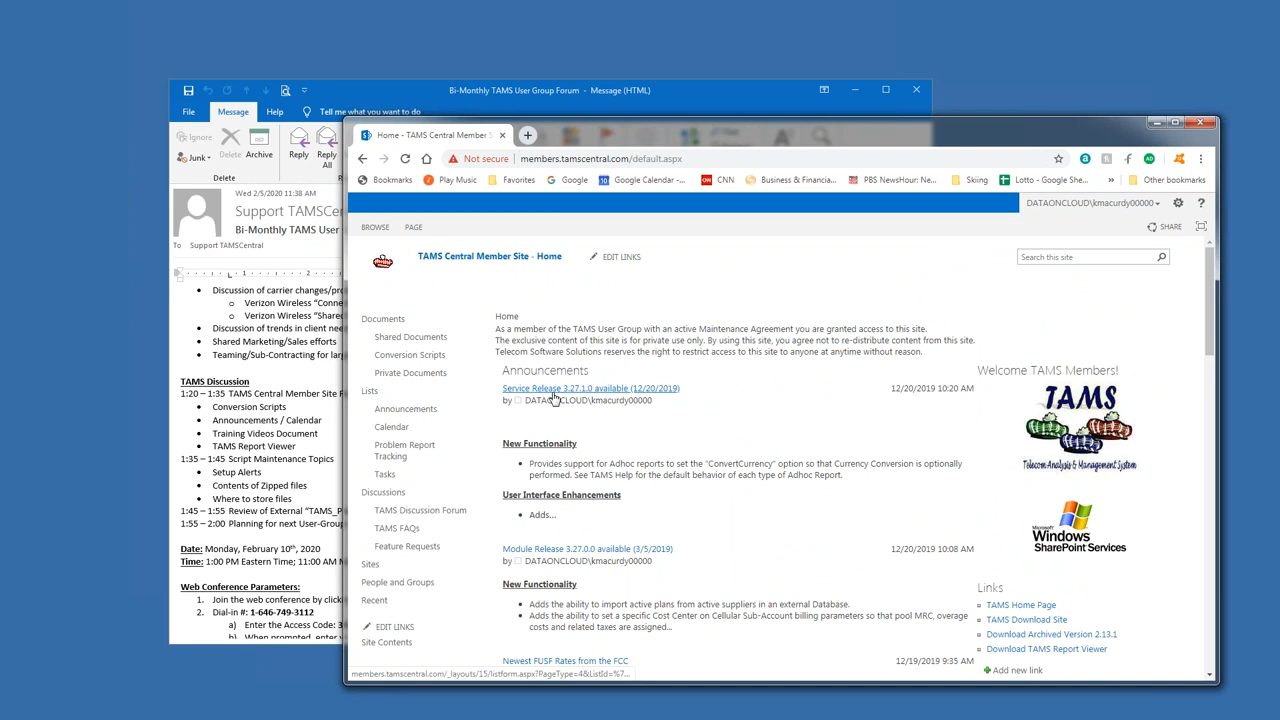 Bi-Monthly TAMS User Group Forum - Message (HTML)
File
Message
Help
Tell me what you want to do
Ignore
Junk
Delete
Archive
Reply
Reply All
Delete
Wed 2/5/2020 11:38 AM
Support TAMSCe
Bi-Monthly TAMS User
To Support TAMSCentral
1 2
• Discussion of carrier changes/pro
o Verizon Wireless "Conne
o Verizon Wireless "Share
• Discussion of trends in client nee
• Shared Marketing/Sales efforts
• Teaming/Sub-Contracting for lar
TAMS Discussion
1:20 – 1:35 TAMS Central Member Site F
• Conversion Scripts
• Announcements / Calendar
• Training Videos Document
• TAMS Report Viewer
1:35 – 1:45 Script Maintenance Topics
• Setup Alerts
• Contents of Zipped files
• Where to store files
1:45 – 1:55 Review of External "TAMS_P
1:55 – 2:00 Planning for next User-Group
Date: Monday, February 10th, 2020
Time: 1:00 PM Eastern Time; 11:00 AM
Web Conference Parameters:
1. Join the web conference by clicki
2. Dial-in #: 1-646-749-3112
a) Enter the Access Code: 3
b) When prompted, enter
Home - TAMS Central Member S
Not secure | members.tamscentral.com/default.aspx
Bookmarks
Play Music
Favorites
Google
Google Calendar -...
CNN
Business & Financia...
PBS NewsHour: Ne...
Skiing
Lotto - Google She...
»
Other bookmarks
DATAONCLOUD\kmacurdy00000
BROWSE
PAGE
SHARE
TAMS Central Member Site - Home
EDIT LINKS
Search this site
Documents
Shared Documents
Conversion Scripts
Private Documents
Lists
Announcements
Calendar
Problem Report
Tracking
Tasks
Discussions
TAMS Discussion Forum
TAMS FAQs
Feature Requests
Sites
People and Groups
Recent
EDIT LINKS
Site Contents
Home
As a member of the TAMS User Group with an active Maintenance Agreement you are granted access to this site.
The exclusive content of this site is for private use only. By using this site, you agree not to re-distribute content from this site.
Telecom Software Solutions reserves the right to restrict access to this site to anyone at anytime without reason.
Announcements
Service Release 3.27.1.0 available (12/20/2019)
12/20/2019 10:20 AM
by DATAONCLOUD\kmacurdy00000
New Functionality
• Provides support for Adhoc reports to set the "ConvertCurrency" option so that Currency Conversion is optionally
performed. See TAMS Help for the default behavior of each type of Adhoc Report.
User Interface Enhancements
• Adds...
Module Release 3.27.0.0 available (3/5/2019)
12/20/2019 10:08 AM
by DATAONCLOUD\kmacurdy00000
New Functionality
• Adds the ability to import active plans from active suppliers in an external Database.
• Adds the ability to set a specific Cost Center on Cellular Sub-Account billing parameters so that pool MRC, overage
costs and related taxes are assigned...
Newest FUSF Rates from the FCC
12/19/2019 9:35 AM
Welcome TAMS Members!
TAMS
Telecom Analysis & Management System
Microsoft
Windows
SharePoint Services
Links
TAMS Home Page
TAMS Download Site
Download Archived Version 2.13.1
Download TAMS Report Viewer
Add new link
members.tamscentral.com/_layouts/15/listform.aspx?PageType=4&ListId=%7...